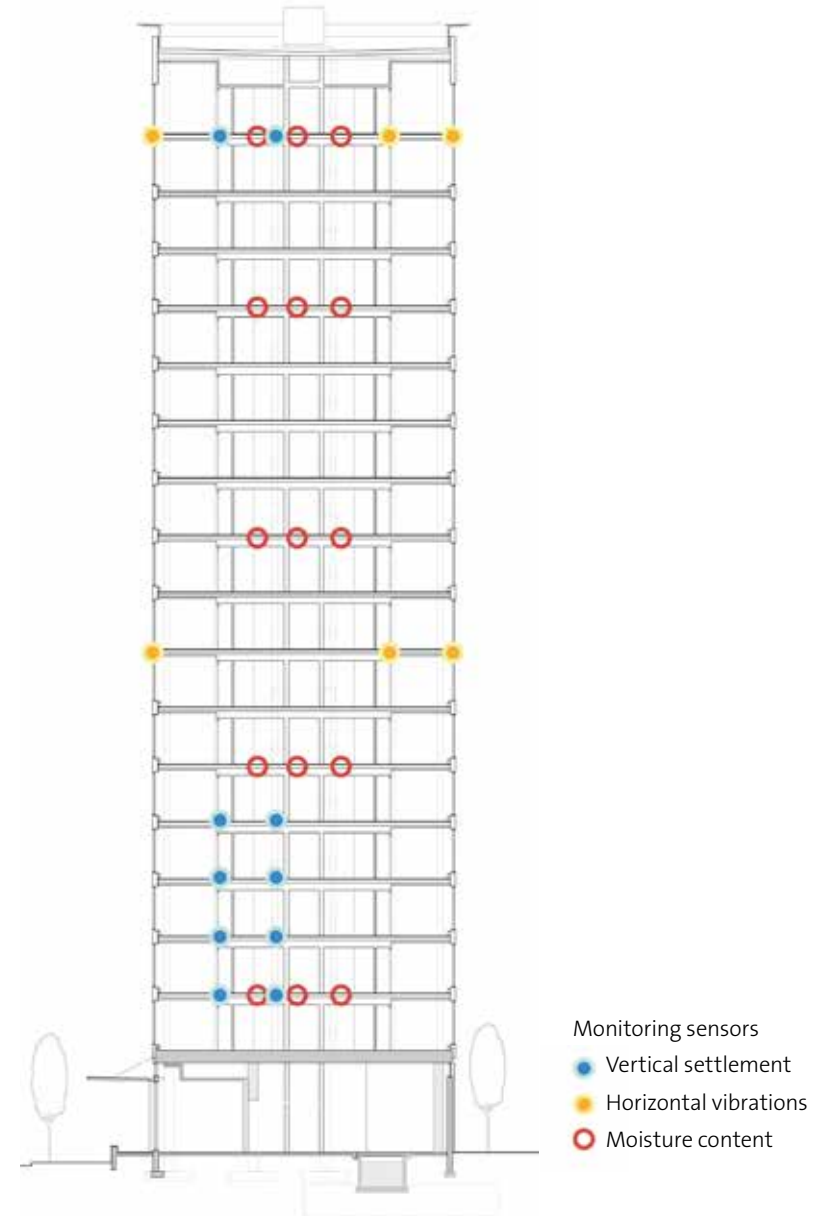 Monitoring sensors
Vertical settlement
Horizontal vibrations
Moisture content